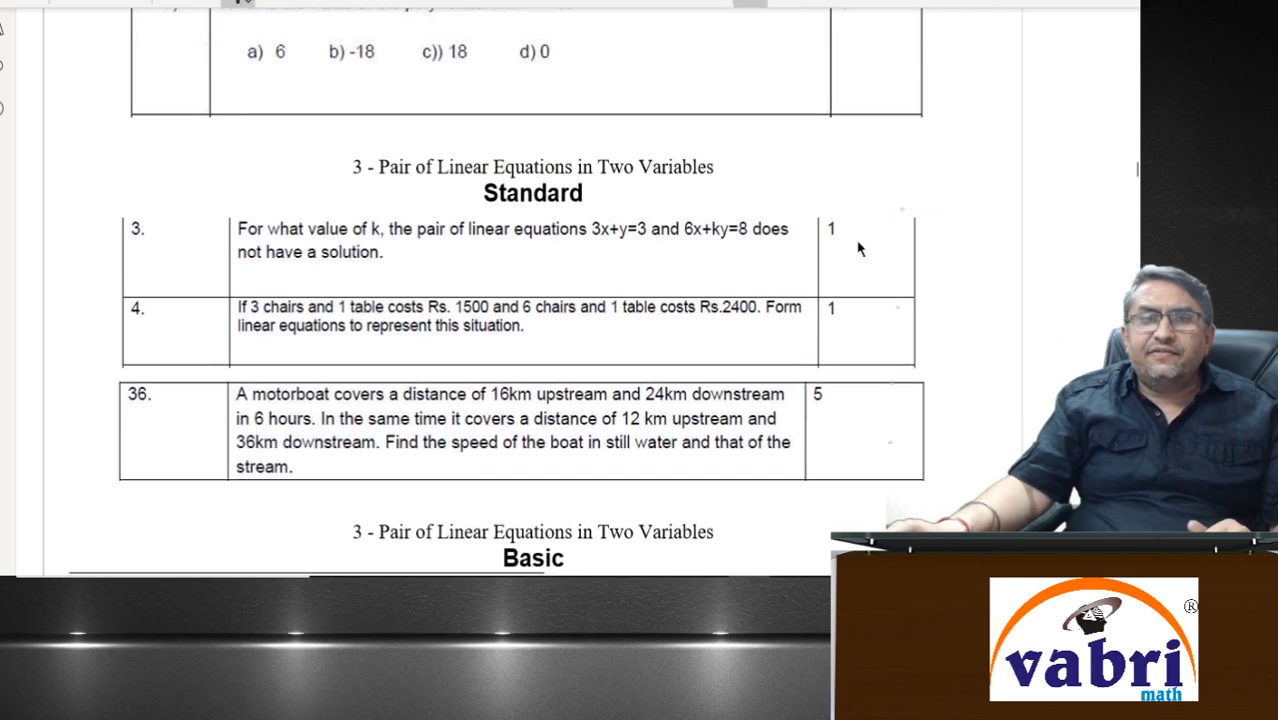 a) 6 b) -18 c)) 18 d) 0
3 - Pair of Linear Equations in Two Variables
Standard
3. For what value of k, the pair of linear equations 3x+y=3 and 6x+ky=8 does 1
not have a solution.
4. If 3 chairs and 1 table costs Rs. 1500 and 6 chairs and 1 table costs Rs.2400. Form 1
linear equations to represent this situation.
36. A motorboat covers a distance of 16km upstream and 24km downstream 5
in 6 hours. In the same time it covers a distance of 12 km upstream and
36km downstream. Find the speed of the boat in still water and that of the
stream.
3 - Pair of Linear Equations in Two Variables
Basic
®
vabri
math